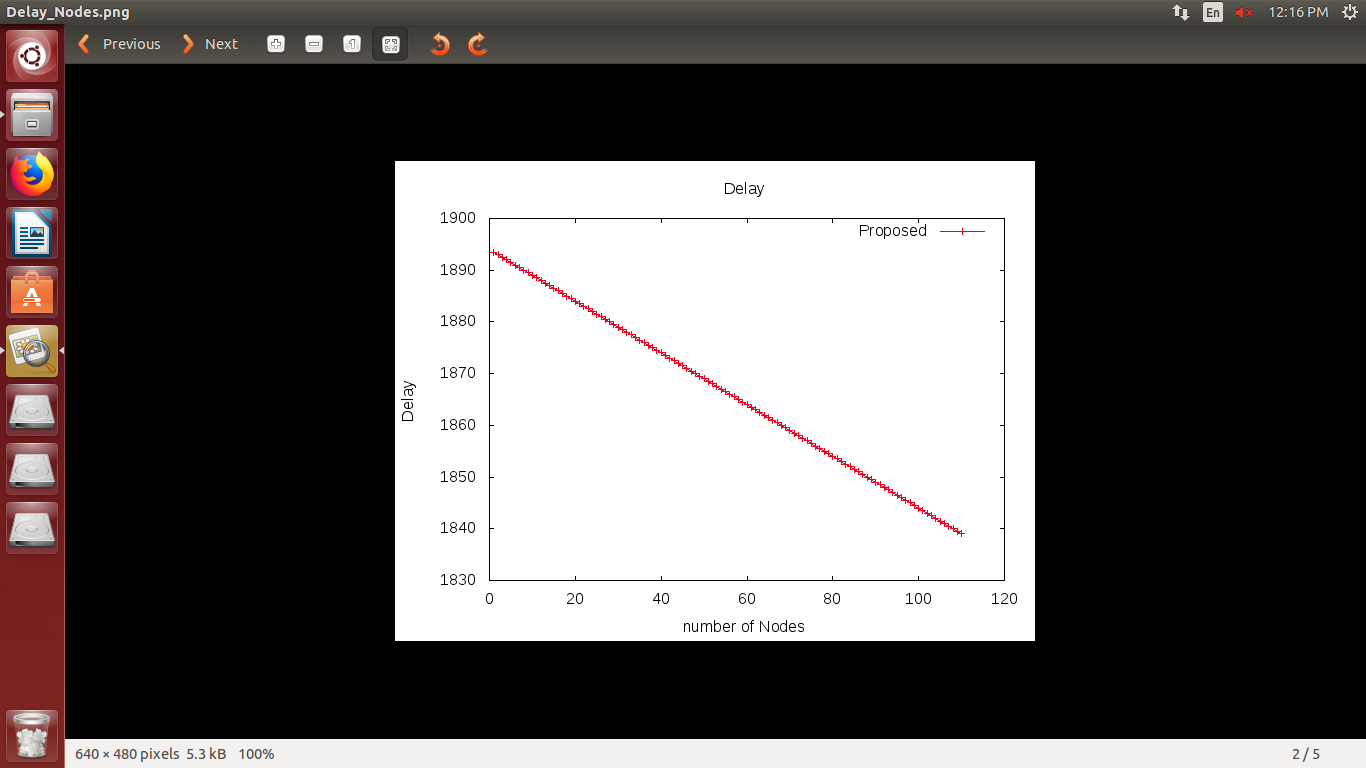 Delay_Nodes.png
En
12:16 PM
Previous
Next
1
Delay
1900
Proposed
1890
1880
1870
1860
1850
1840
1830
Delay
0 20 40 60 80 100 120
number of Nodes
640 × 480 pixels 5.3 kB 100%
2 / 5